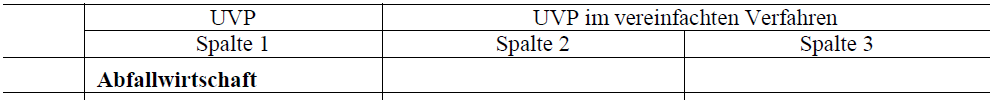 UVP UVP im vereinfachten Verfahren
Spalte 1 Spalte 2 Spalte 3
Abfallwirtschaft